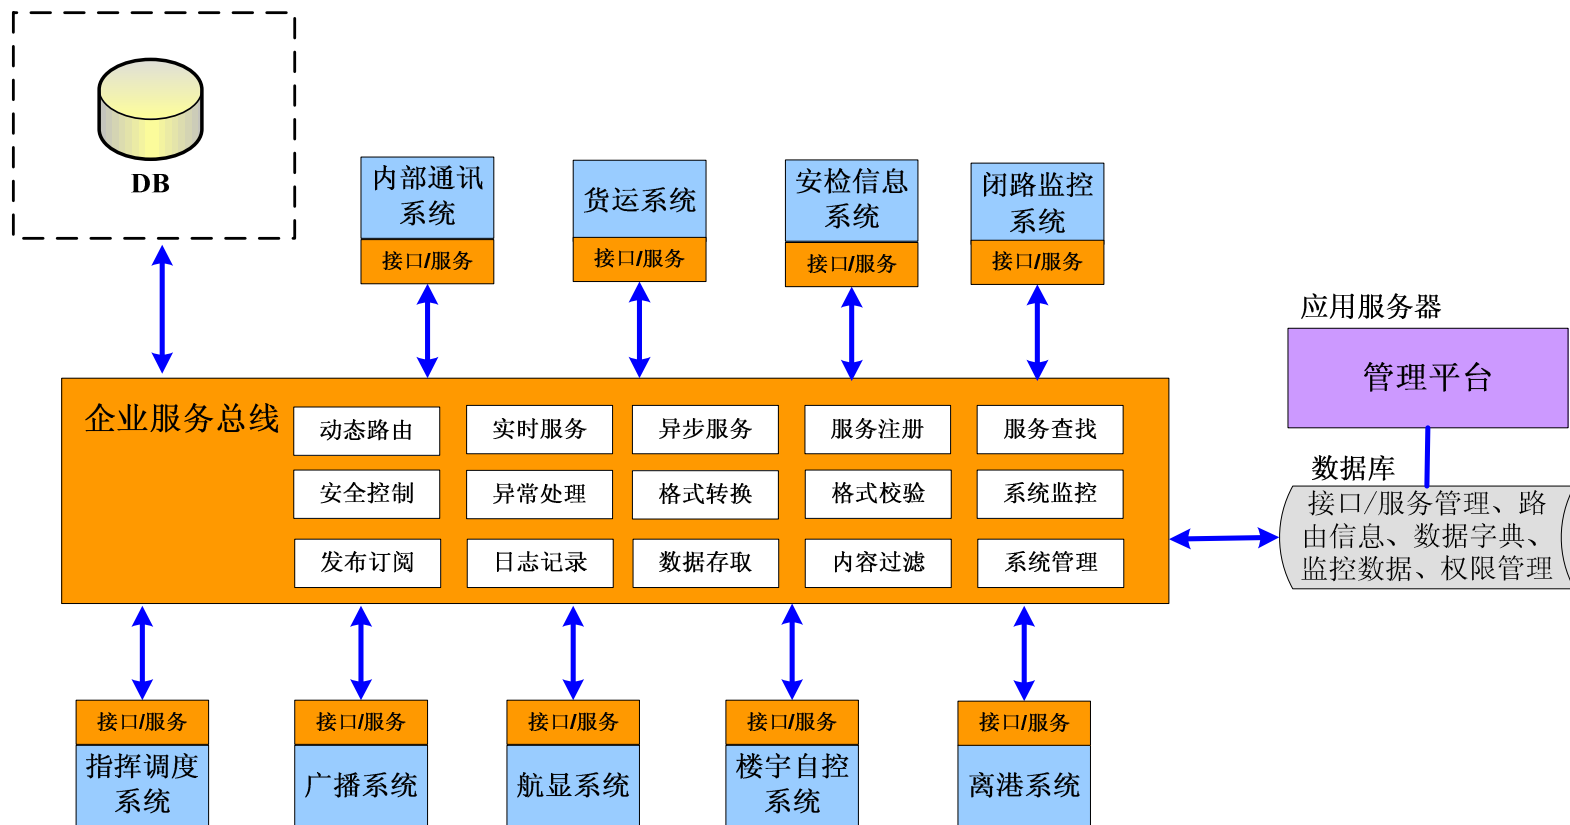 DB
内部通讯
系统
接口/服务
货运系统
接口/服务
安检信息
系统
接口/服务
闭路监控
系统
接口/服务
应用服务器
管理平台
数据库
接口/服务管理、路
由信息、数据字典、
监控数据、权限管理
企业服务总线
动态路由
实时服务
异步服务
服务注册
服务查找
安全控制
异常处理
格式转换
格式校验
系统监控
发布订阅
日志记录
数据存取
内容过滤
系统管理
接口/服务
指挥调度
系统
接口/服务
广播系统
接口/服务
航显系统
接口/服务
楼宇自控
系统
接口/服务
离港系统